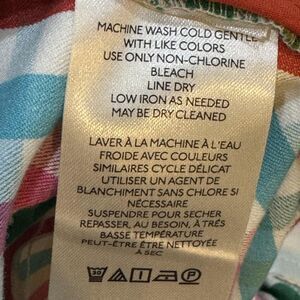 MACHINE WASH COLD GENTLE
WITH LIKE COLORS
USE ONLY NON-CHLORINE
BLEACH
LINE DRY
LOW IRON AS NEEDED
MAY BE DRY CLEANED
LAVER À LA MACHINE À L'EAU
FROIDE AVEC COULEURS
SIMILAIRES CYCLE DÉLICAT
UTILISER UN AGENT DE
BLANCHIMENT SANS CHLORE SI
NÉCESSAIRE
SUSPENDRE POUR SÉCHER
REPASSER, AU BESOIN, À TRÉS
BASSE TEMPÉRATURE
PEUT-ÊTRE ÊTRE NETTOYÉE
À SEC
30